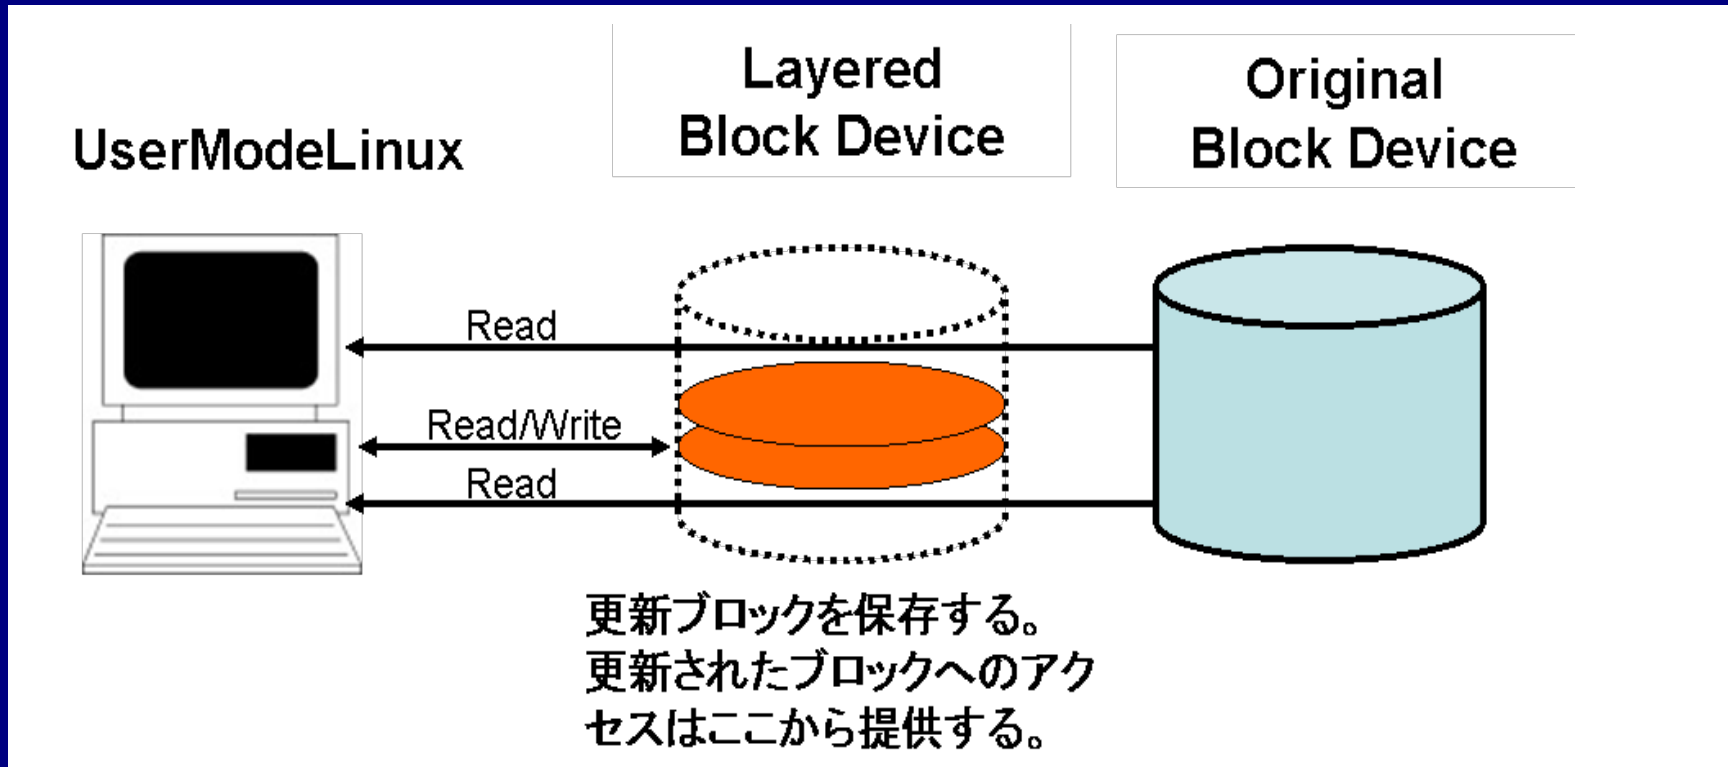 UserModeLinux
Layered
Block Device
Original
Block Device
Read
Read/Write
Read
更新ブロックを保存する。
更新されたブロックへのアク
セスはここから提供する。